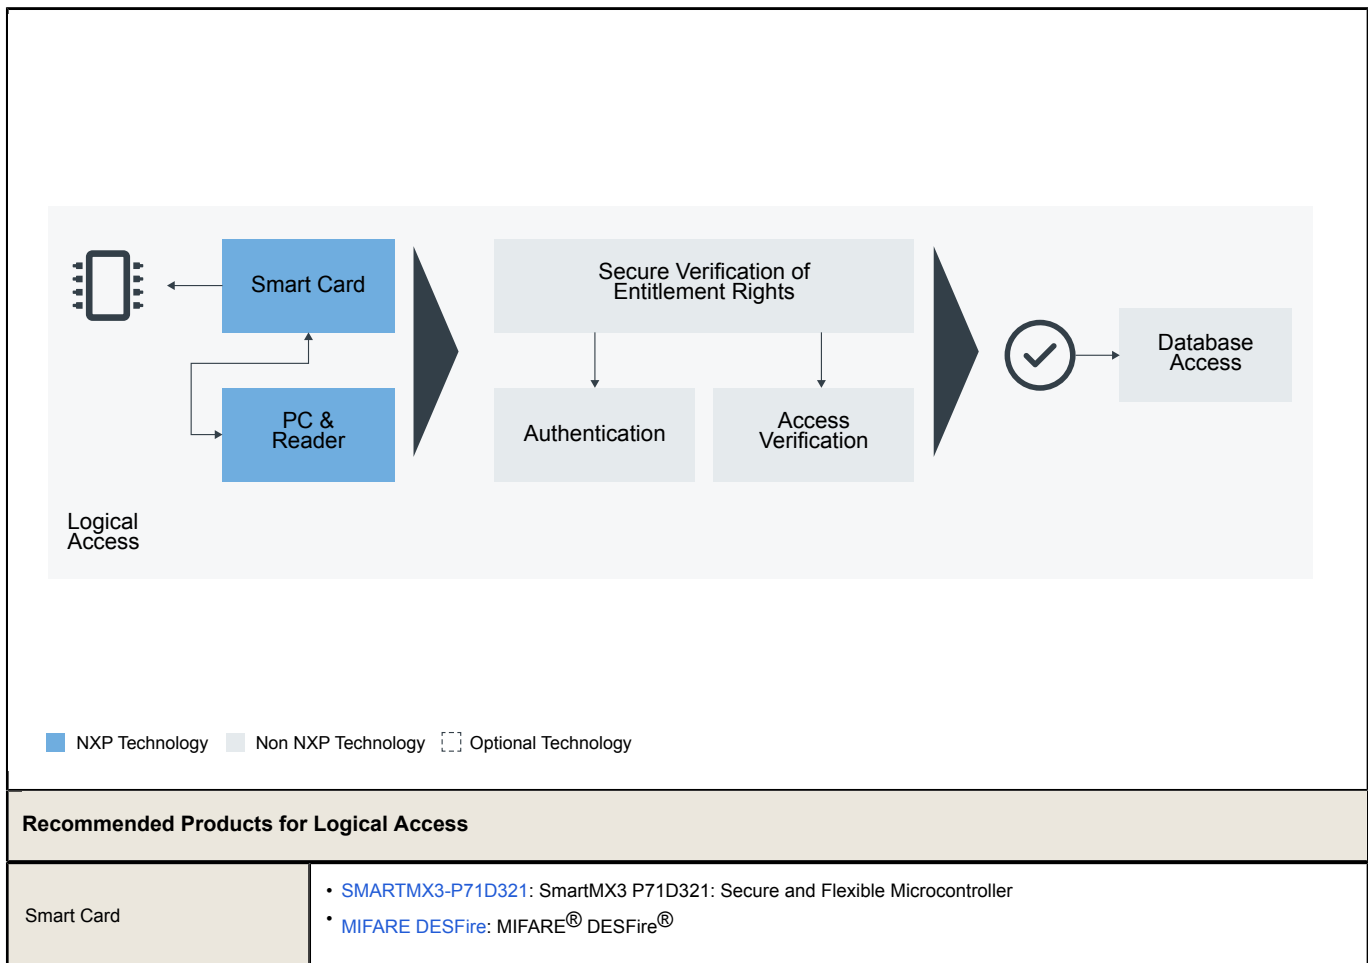 Smart Card
Secure Verification of
Entitlement Rights
Database
Access
PC &
Reader
Authentication
Access
Verification
Logical
Access
NXP Technology
Non NXP Technology
Optional Technology
Recommended Products for Logical Access
Smart Card
• SMARTMX3-P71D321: SmartMX3 P71D321: Secure and Flexible Microcontroller
• MIFARE DESFire: MIFARE® DESFire®